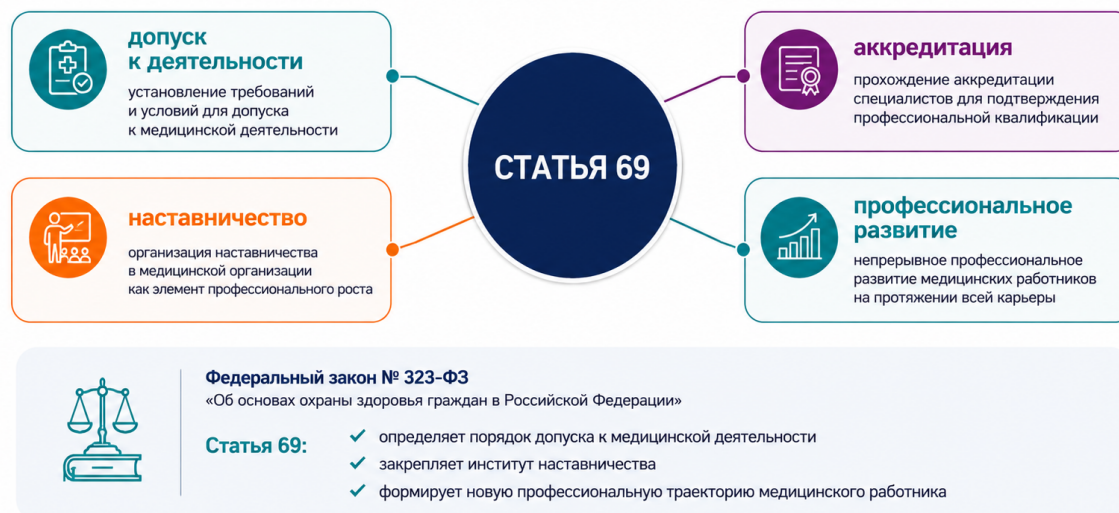 допуск
к деятельности
установление требований
и условий для допуска
к медицинской деятельности
наставничество
организация наставничества
в медицинской организации
как элемент профессионального роста
СТАТЬЯ 69
аккредитация
прохождение аккредитации
специалистов для подтверждения
профессиональной квалификации
профессиональное
развитие
непрерывное профессиональное
развитие медицинских работников
на протяжении всей карьеры
Федеральный закон № 323-ФЗ
«Об основах охраны здоровья граждан в Российской Федерации»
Статья 69:
определяет порядок допуска к медицинской деятельности
закрепляет институт наставничества
формирует новую профессиональную траекторию медицинского работника